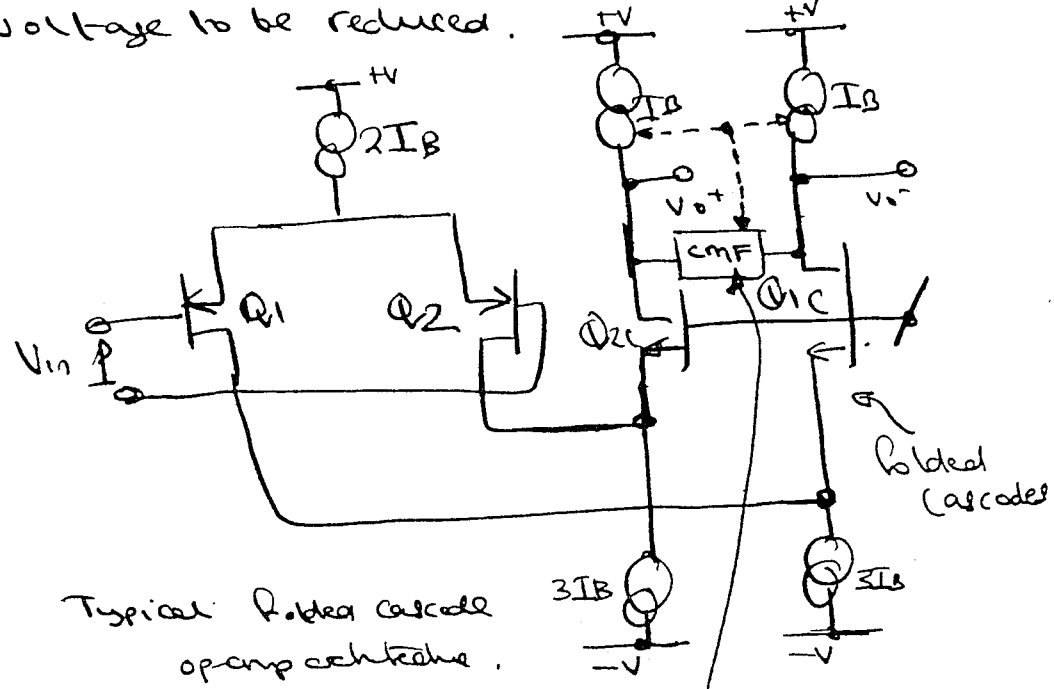 voltage to be reduced.
+V
+V
+V
IB
IB
2IB
Vo+
Vo-
CMF
Q1
Q2
Q2C
Q1C
Vin
folded
cascodes
3IB
3IB
Typical folded cascode
op-amp architecture.
-V
-V